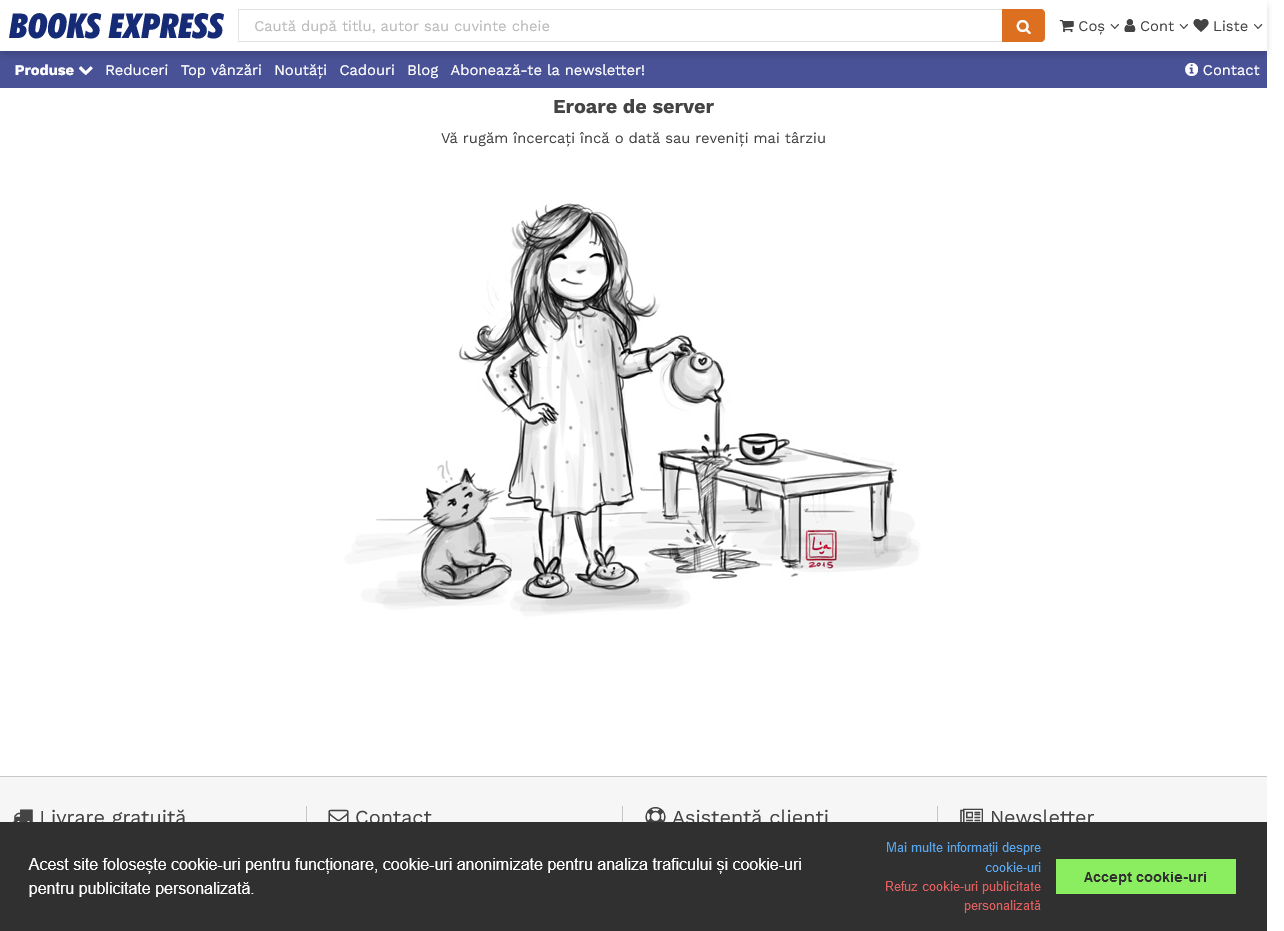 BOOKS EXPRESS
Caută după titlu, autor sau cuvinte cheie
Coș
Cont
Liste
Produse
Reduceri
Top vânzări
Noutăți
Cadouri
Blog
Abonează-te la newsletter!
Contact
Eroare de server
Vă rugăm încercați încă o dată sau reveniți mai târziu
?!
2015
Livrare gratuită
Contact
Asistență clienți
Newsletter
Acest site folosește cookie-uri pentru funcționare, cookie-uri anonimizate pentru analiza traficului și cookie-uri
pentru publicitate personalizată.
Mai multe informații despre
cookie-uri
Refuz cookie-uri publicitate
personalizată
Accept cookie-uri